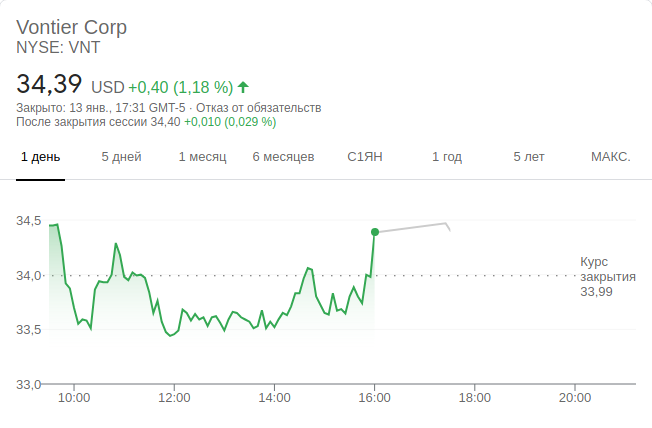 Vontier Corp
NYSE: VNT
34,39 USD +0,40 (1,18 %)
Закрыто: 13 янв., 17:31 GMT-5 · Отказ от обязательств
После закрытия сессии 34,40 +0,010 (0,029 %)
1 день 5 дней 1 месяц 6 месяцев С1ЯН 1 год 5 лет МАКС.
34,5
34,0
33,5
33,0
Курс
закрытия
33,99
10:00 12:00 14:00 16:00 18:00 20:00